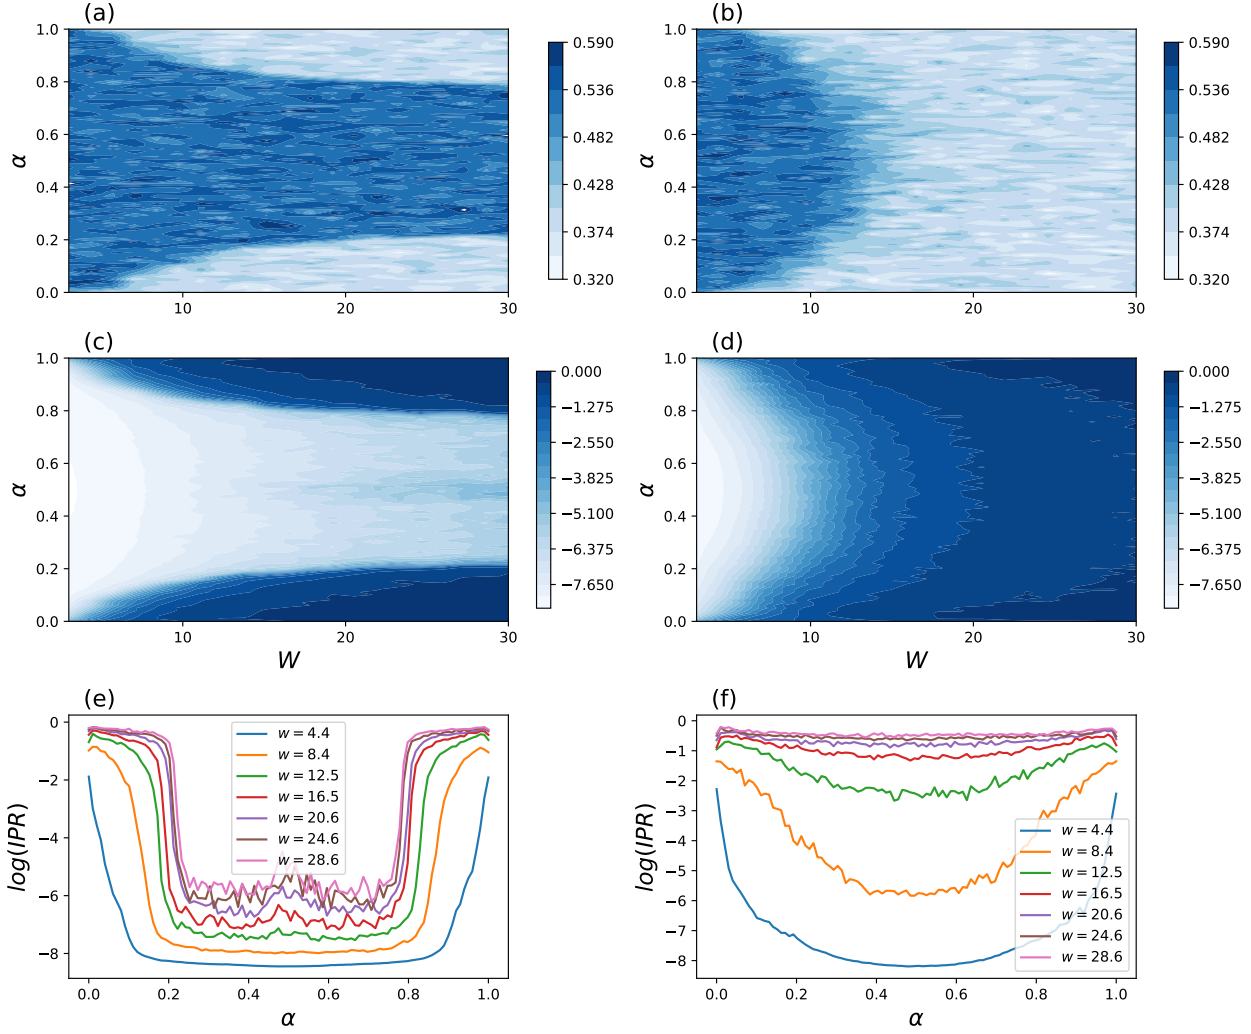 (a)
1.0
0.8
0.6
0.4
0.2
0.0
α
10
20
30
0.590
0.536
0.482
0.428
0.374
0.320
(b)
1.0
0.8
0.6
0.4
0.2
0.0
α
10
20
30
0.590
0.536
0.482
0.428
0.374
0.320
(c)
1.0
0.8
0.6
0.4
0.2
0.0
α
10
20
30
W
0.000
−1.275
−2.550
−3.825
−5.100
−6.375
−7.650
(d)
1.0
0.8
0.6
0.4
0.2
0.0
α
10
20
30
W
0.000
−1.275
−2.550
−3.825
−5.100
−6.375
−7.650
(e)
0
−2
−4
−6
−8
log(IPR)
w = 4.4
w = 8.4
w = 12.5
w = 16.5
w = 20.6
w = 24.6
w = 28.6
0.0
0.2
0.4
0.6
0.8
1.0
α
(f)
0
−1
−2
−3
−4
−5
−6
−7
−8
log(IPR)
w = 4.4
w = 8.4
w = 12.5
w = 16.5
w = 20.6
w = 24.6
w = 28.6
0.0
0.2
0.4
0.6
0.8
1.0
α